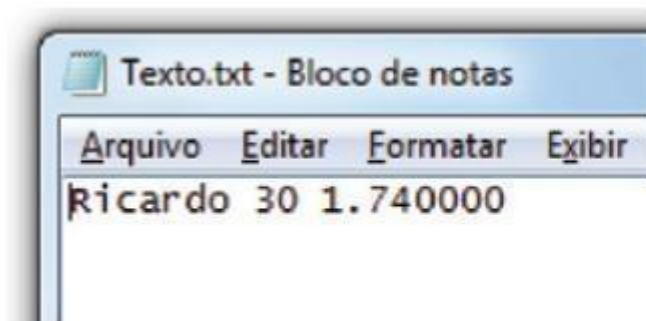 Texto.txt - Bloco de notas
Arquivo Editar Formatar Exibir
Ricardo 30 1.740000